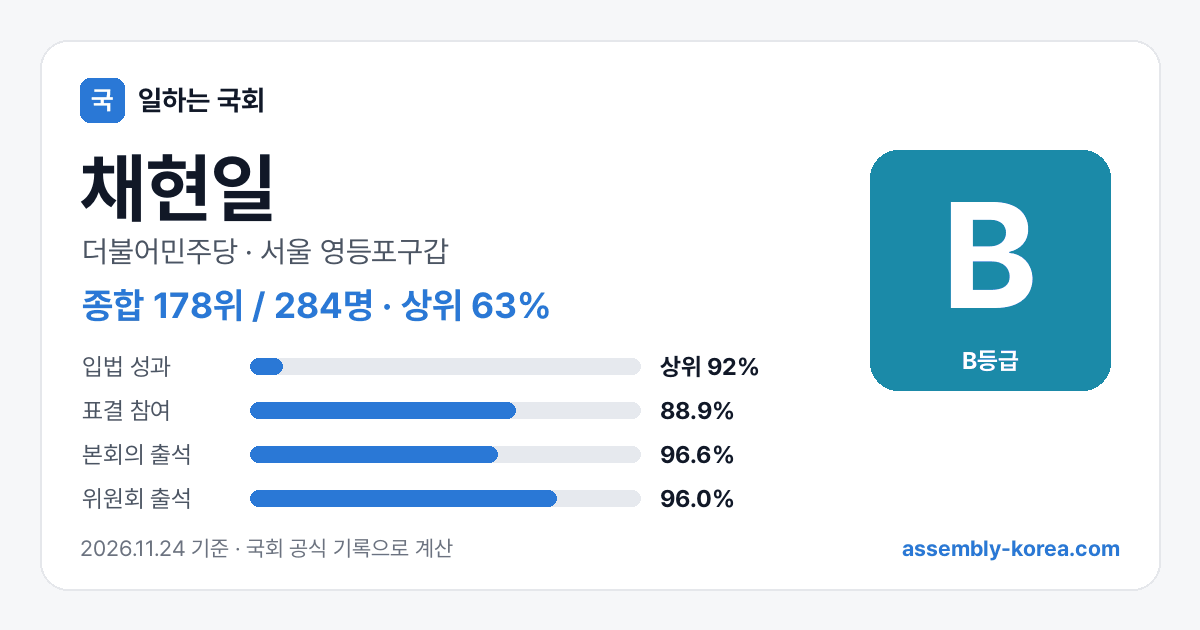 국 일하는 국회
채현일
더불어민주당 · 서울 영등포구갑
종합 178위 / 284명 · 상위 63%
B
B등급
입법 성과 상위 92%
표결 참여 88.9%
본회의 출석 96.6%
위원회 출석 96.0%
2026.11.24 기준 · 국회 공식 기록으로 계산
assembly-korea.com